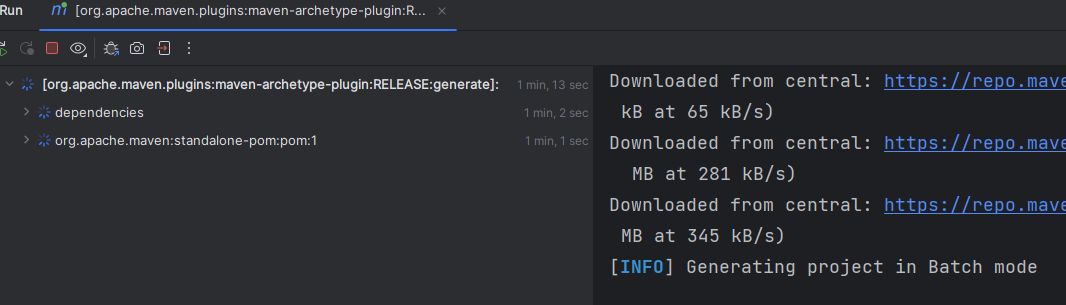 Run
[org.apache.maven.plugins:maven-archetype-plugin:R...
[org.apache.maven.plugins:maven-archetype-plugin:RELEASE:generate]: 1 min, 13 sec
dependencies 1 min, 2 sec
org.apache.maven:standalone-pom:pom:1 1 min, 1 sec
Downloaded from central: https://repo.mave
kB at 65 kB/s)
Downloaded from central: https://repo.mave
MB at 281 kB/s)
Downloaded from central: https://repo.mave
MB at 345 kB/s)
[INFO] Generating project in Batch mode